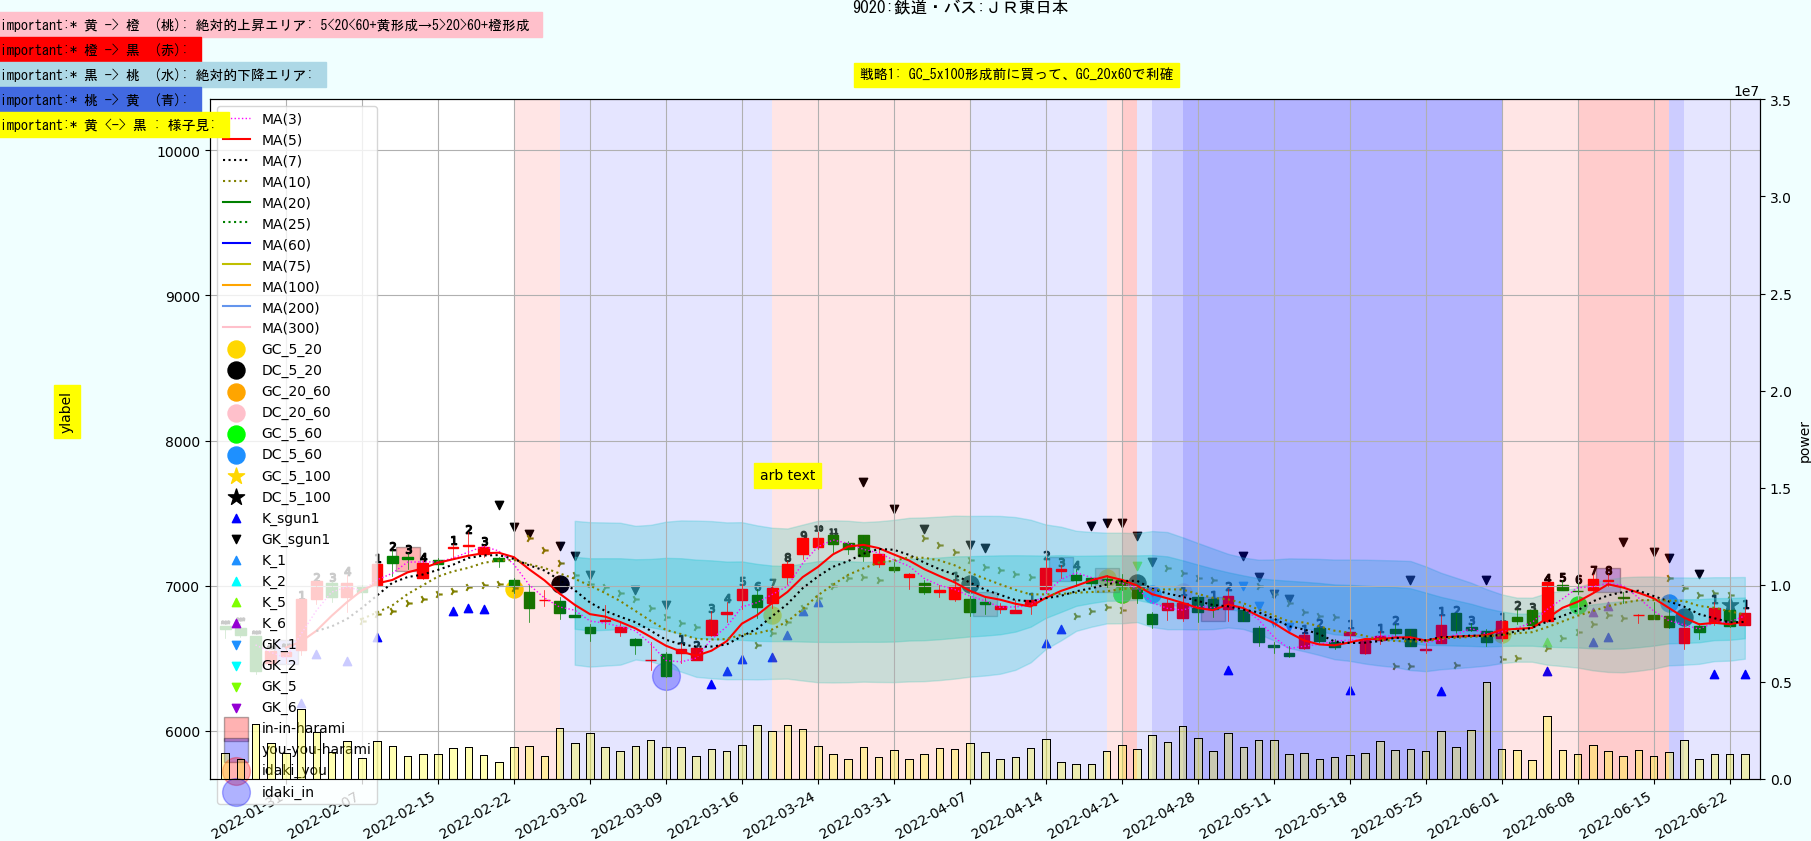 9020:鉄道・バス:ＪＲ東日本
important:* 黄 -> 橙 (桃): 絶対的上昇エリア: 5<20<60+黄形成→5>20>60+橙形成
important:* 橙 -> 黒 (赤):
important:* 黒 -> 桃 (水): 絶対的下降エリア:
important:* 桃 -> 黄 (青):
important:* 黄 <-> 黒 : 様子見:
戦略1: GC_5x100形成前に買って、GC_20x60で利確
1e7
MA(3)
MA(5)
MA(7)
MA(10)
MA(20)
MA(25)
MA(60)
MA(75)
MA(100)
MA(200)
MA(300)
GC_5_20
DC_5_20
GC_20_60
DC_20_60
GC_5_60
DC_5_60
GC_5_100
DC_5_100
K_sgun1
GK_sgun1
K_1
K_2
K_5
K_6
GK_1
GK_2
GK_5
GK_6
in-in-harami
you-you-harami
idaki_you
idaki_in
10000
9000
8000
7000
6000
ylabel
arb text
3.5
3.0
2.5
2.0
1.5
1.0
0.5
0.0
power
2022-01-31
2022-02-07
2022-02-15
2022-02-22
2022-03-02
2022-03-09
2022-03-16
2022-03-24
2022-03-31
2022-04-07
2022-04-14
2022-04-21
2022-04-28
2022-05-11
2022-05-18
2022-05-25
2022-06-01
2022-06-08
2022-06-15
2022-06-22